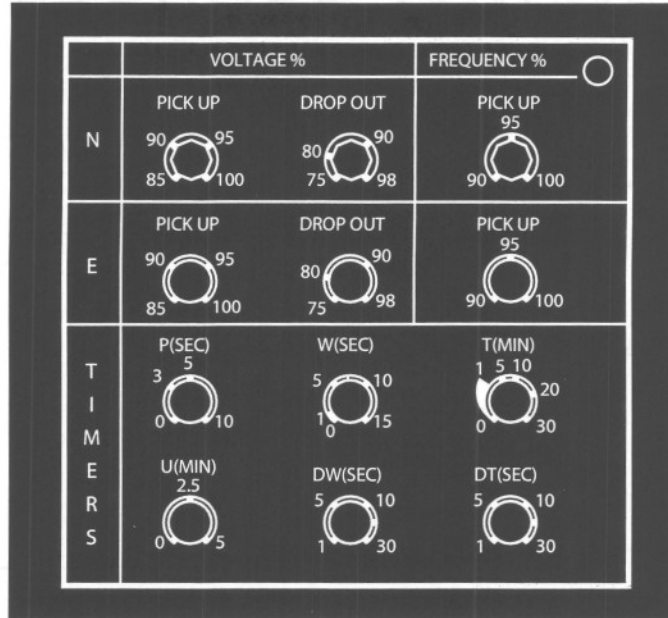 VOLTAGE % FREQUENCY %
PICK UP DROP OUT PICK UP
95
N 90 95 80 90
85 100 75 98 90 100
PICK UP DROP OUT PICK UP
95
E 90 95 80 90
85 100 75 98 90 100
TIMERS
P(SEC) W(SEC) T(MIN)
3 5 5 10 1 5 10 20
0 10 1 0 15 0 30
U(MIN) DW(SEC) DT(SEC)
2.5 5 10 5 10
0 5 1 30 1 30